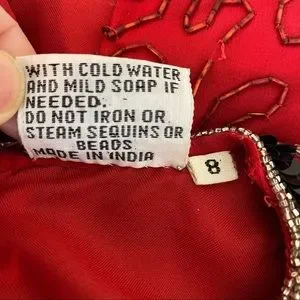 WITH COLD WATER
AND MILD SOAP IF
NEEDED.
DO NOT IRON OR
STEAM SEQUINS OR
BEADS
MADE IN INDIA
8